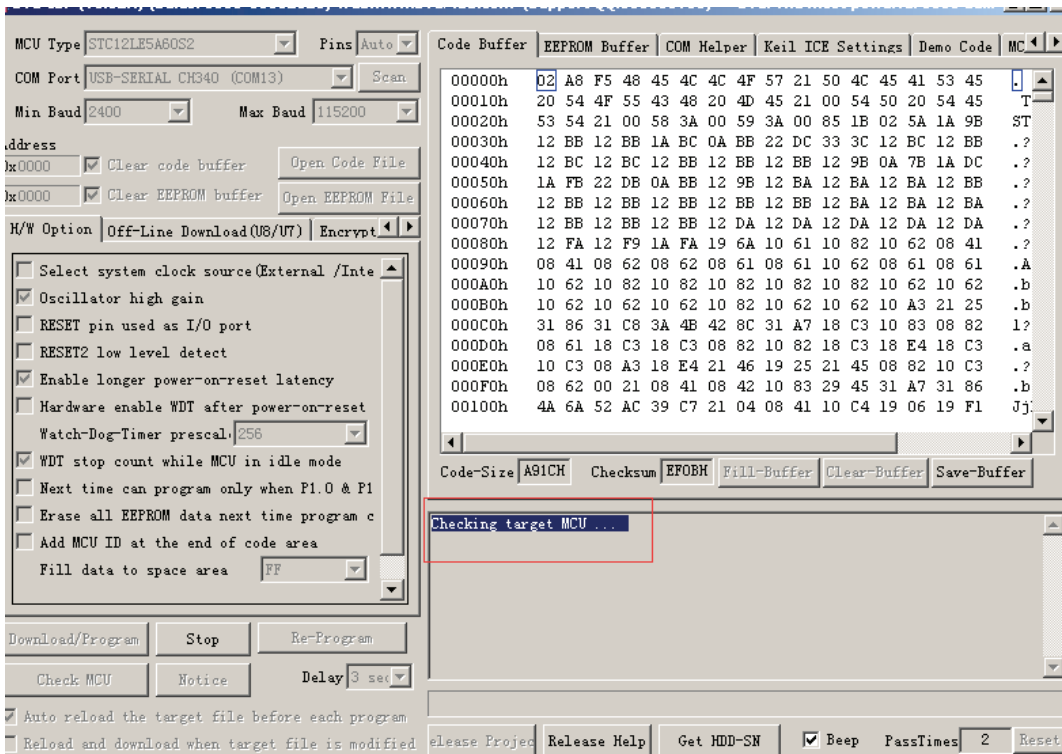 MCU Type STC12LE5A60S2 Pins Auto
COM Port USB-SERIAL CH340 (COM13) Scan
Min Baud 2400 Max Baud 115200
0x0000 Clear code buffer Open Code File
0x0000 Clear EEPROM buffer Open EEPROM File
H/W Option Off-Line Download(U8/U7) Encrypt
Select system clock source(External /Inte
Oscillator high gain
RESET pin used as I/O port
RESET2 low level detect
Enable longer power-on-reset latency
Hardware enable WDT after power-on-reset
Watch-Dog-Timer prescal 256
WDT stop count while MCU in idle mode
Next time can program only when P1.0 & P1
Erase all EEPROM data next time program c
Add MCU ID at the end of code area
Fill data to space area FF
Download/Program Stop Re-Program
Check MCU Notice Delay 3 sec
Auto reload the target file before each program
Reload and download when target file is modified
Code Buffer EEPROM Buffer COM Helper Keil ICE Settings Demo Code MC
00000h 02 A8 F5 48 45 4C 4C 4F 57 21 50 4C 45 41 53 45 .
00010h 20 54 4F 55 43 48 20 4D 45 21 00 54 50 20 54 45 T
00020h 53 54 21 00 58 3A 00 59 3A 00 85 1B 02 5A 1A 9B ST
00030h 12 BB 12 BB 1A BC 0A BB 22 DC 33 3C 12 BC 12 BB .?
00040h 12 BC 12 BC 12 BB 12 BB 12 BB 12 9B 0A 7B 1A DC .?
00050h 1A FB 22 DB 0A BB 12 9B 12 BA 12 BA 12 BA 12 BB .?
00060h 12 BB 12 BB 12 BB 12 BB 12 BB 12 BA 12 BA 12 BA .?
00070h 12 BB 12 BB 12 BB 12 DA 12 DA 12 DA 12 DA 12 DA .?
00080h 12 FA 12 F9 1A FA 19 6A 10 61 10 82 10 62 08 41 .?
00090h 08 41 08 62 08 62 08 61 08 61 10 62 08 61 08 61 .A
000A0h 10 62 10 82 10 82 10 82 10 82 10 62 10 62 10 62 .b
000B0h 10 62 10 62 10 62 10 82 10 62 10 62 10 A3 21 25 .b
000C0h 31 86 31 C8 3A 4B 42 8C 31 A7 18 C3 10 83 08 82 1?
000D0h 08 61 18 C3 18 C3 08 82 10 82 18 C3 18 E4 18 C3 .a
000E0h 10 C3 08 A3 18 E4 21 46 19 25 21 45 08 82 10 C3 .?
000F0h 08 62 00 21 08 41 08 42 10 83 29 45 31 A7 31 86 .b
00100h 4A 6A 52 AC 39 C7 21 04 08 41 10 C4 19 06 19 F1 Jj
Code-Size A91CH Checksum EF0BH Fill-Buffer Clear-Buffer Save-Buffer
Checking target MCU ...
elease Projec Release Help Get HDD-SN Beep PassTimes 2 Reset